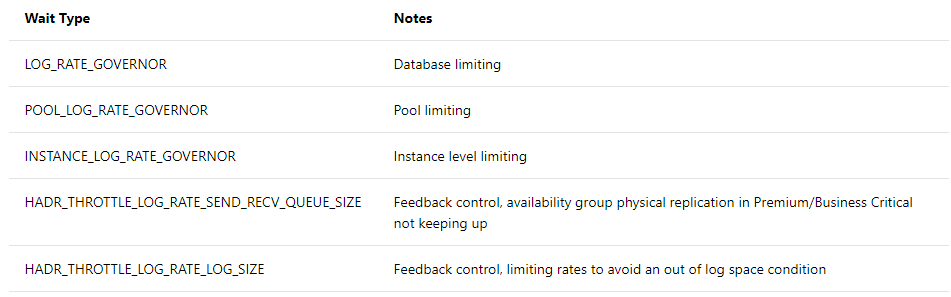 Wait Type Notes
LOG_RATE_GOVERNOR Database limiting
POOL_LOG_RATE_GOVERNOR Pool limiting
INSTANCE_LOG_RATE_GOVERNOR Instance level limiting
HADR_THROTTLE_LOG_RATE_SEND_RECV_QUEUE_SIZE Feedback control, availability group physical replication in Premium/Business Critical
not keeping up
HADR_THROTTLE_LOG_RATE_LOG_SIZE Feedback control, limiting rates to avoid an out of log space condition